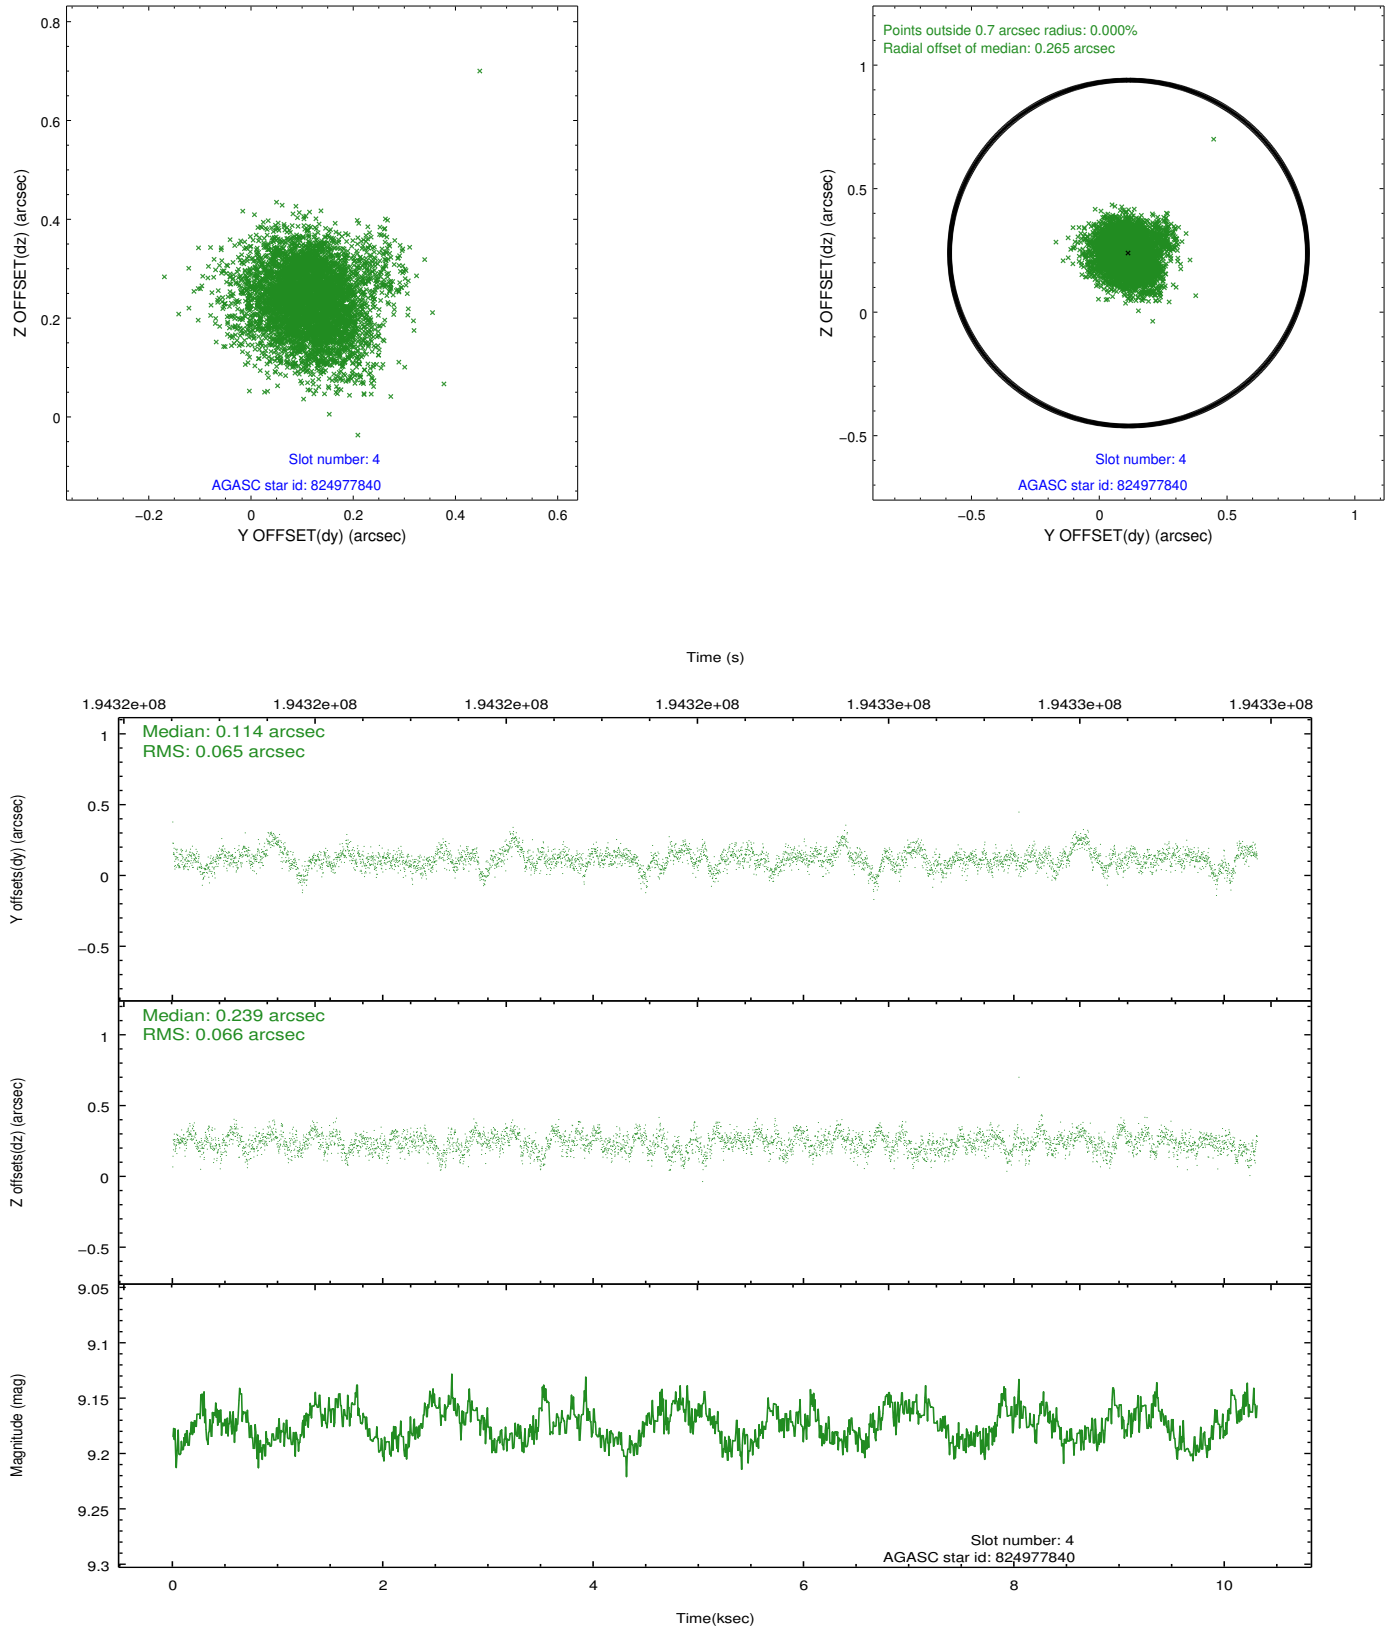 0.8
0.6
0.4
0.2
0
Z OFFSET(dz) (arcsec)
−0.2 0 0.2 0.4 0.6
Y OFFSET(dy) (arcsec)
Slot number: 4
AGASC star id: 824977840
Points outside 0.7 arcsec radius: 0.000%
Radial offset of median: 0.265 arcsec
1
0.5
0
−0.5
Z OFFSET(dz) (arcsec)
−0.5 0 0.5 1
Y OFFSET(dy) (arcsec)
Slot number: 4
AGASC star id: 824977840
Time (s)
1.9432e+08 1.9432e+08 1.9432e+08 1.9432e+08 1.9433e+08 1.9433e+08 1.9433e+08
Median: 0.114 arcsec
RMS: 0.065 arcsec
1
0.5
0
−0.5
Y offsets(dy) (arcsec)
Median: 0.239 arcsec
RMS: 0.066 arcsec
1
0.5
0
−0.5
Z offsets(dz) (arcsec)
9.05
9.1
9.15
9.2
9.25
9.3
Magnitude (mag)
Slot number: 4
AGASC star id: 824977840
0 2 4 6 8 10
Time(ksec)